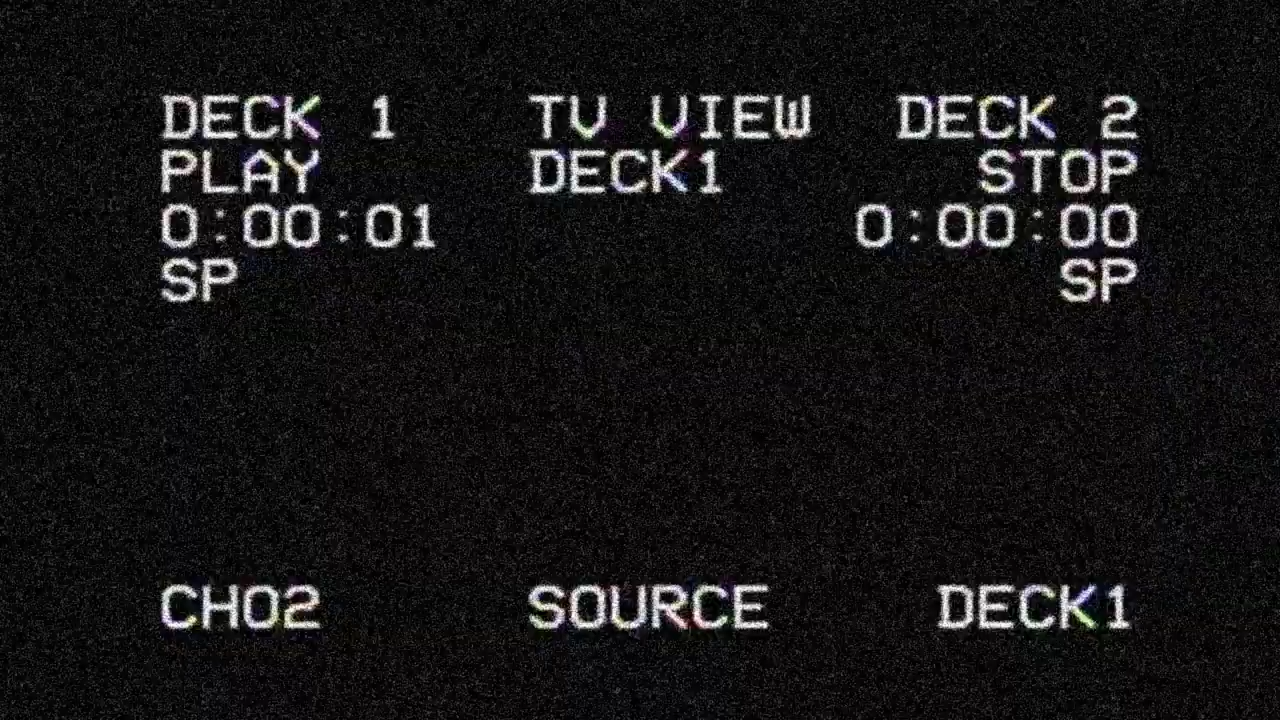 DECK 1 TV VIEW DECK 2
PLAY DECK1 STOP
0:00:01 0:00:00
SP SP
CH02 SOURCE DECK1